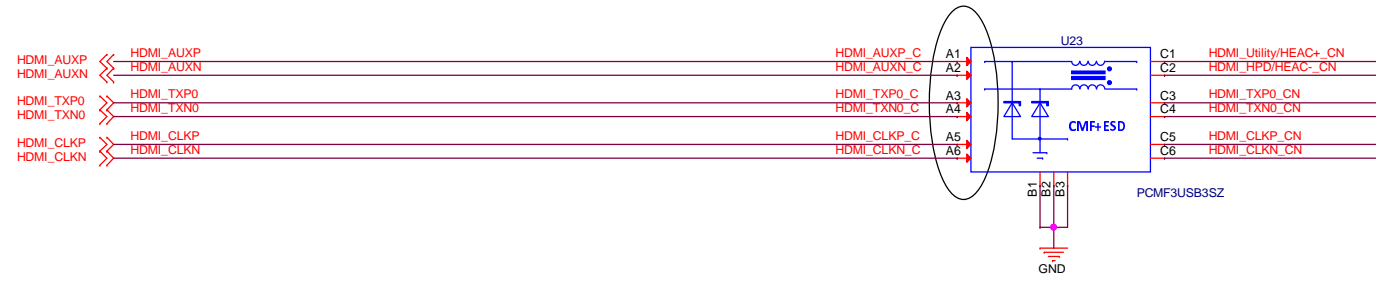 U23
HDMI_AUXP HDMI_AUXP HDMI_AUXP_C A1 C1 HDMI_Utility/HEAC+_CN
HDMI_AUXN HDMI_AUXN HDMI_AUXN_C A2 C2 HDMI_HPD/HEAC-_CN
HDMI_TXP0 HDMI_TXP0 HDMI_TXP0_C A3 C3 HDMI_TXP0_CN
HDMI_TXN0 HDMI_TXN0 HDMI_TXN0_C A4 C4 HDMI_TXN0_CN
CMF+ESD
HDMI_CLKP HDMI_CLKP HDMI_CLKP_C A5 C5 HDMI_CLKP_CN
HDMI_CLKN HDMI_CLKN HDMI_CLKN_C A6 C6 HDMI_CLKN_CN
B1 B2 B3
PCMF3USB3SZ
GND